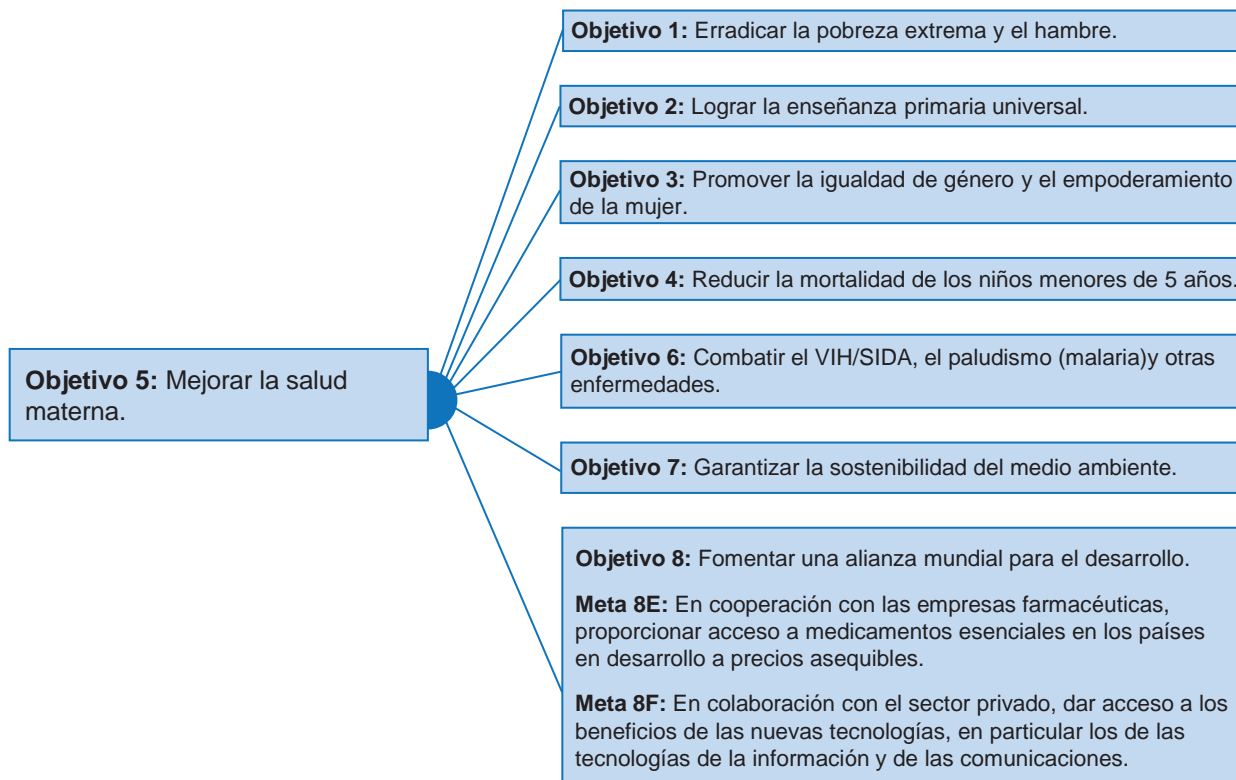 Objetivo 1: Erradicar la pobreza extrema y el hambre.
Objetivo 2: Lograr la enseñanza primaria universal.
Objetivo 3: Promover la igualdad de género y el empoderamiento
de la mujer.
Objetivo 4: Reducir la mortalidad de los niños menores de 5 años.
Objetivo 5: Mejorar la salud
materna.
Objetivo 6: Combatir el VIH/SIDA, el paludismo (malaria)y otras
enfermedades.
Objetivo 7: Garantizar la sostenibilidad del medio ambiente.
Objetivo 8: Fomentar una alianza mundial para el desarrollo.
Meta 8E: En cooperación con las empresas farmacéuticas,
proporcionar acceso a medicamentos esenciales en los países
en desarrollo a precios asequibles.
Meta 8F: En colaboración con el sector privado, dar acceso a los
beneficios de las nuevas tecnologías, en particular los de las
tecnologías de la información y de las comunicaciones.